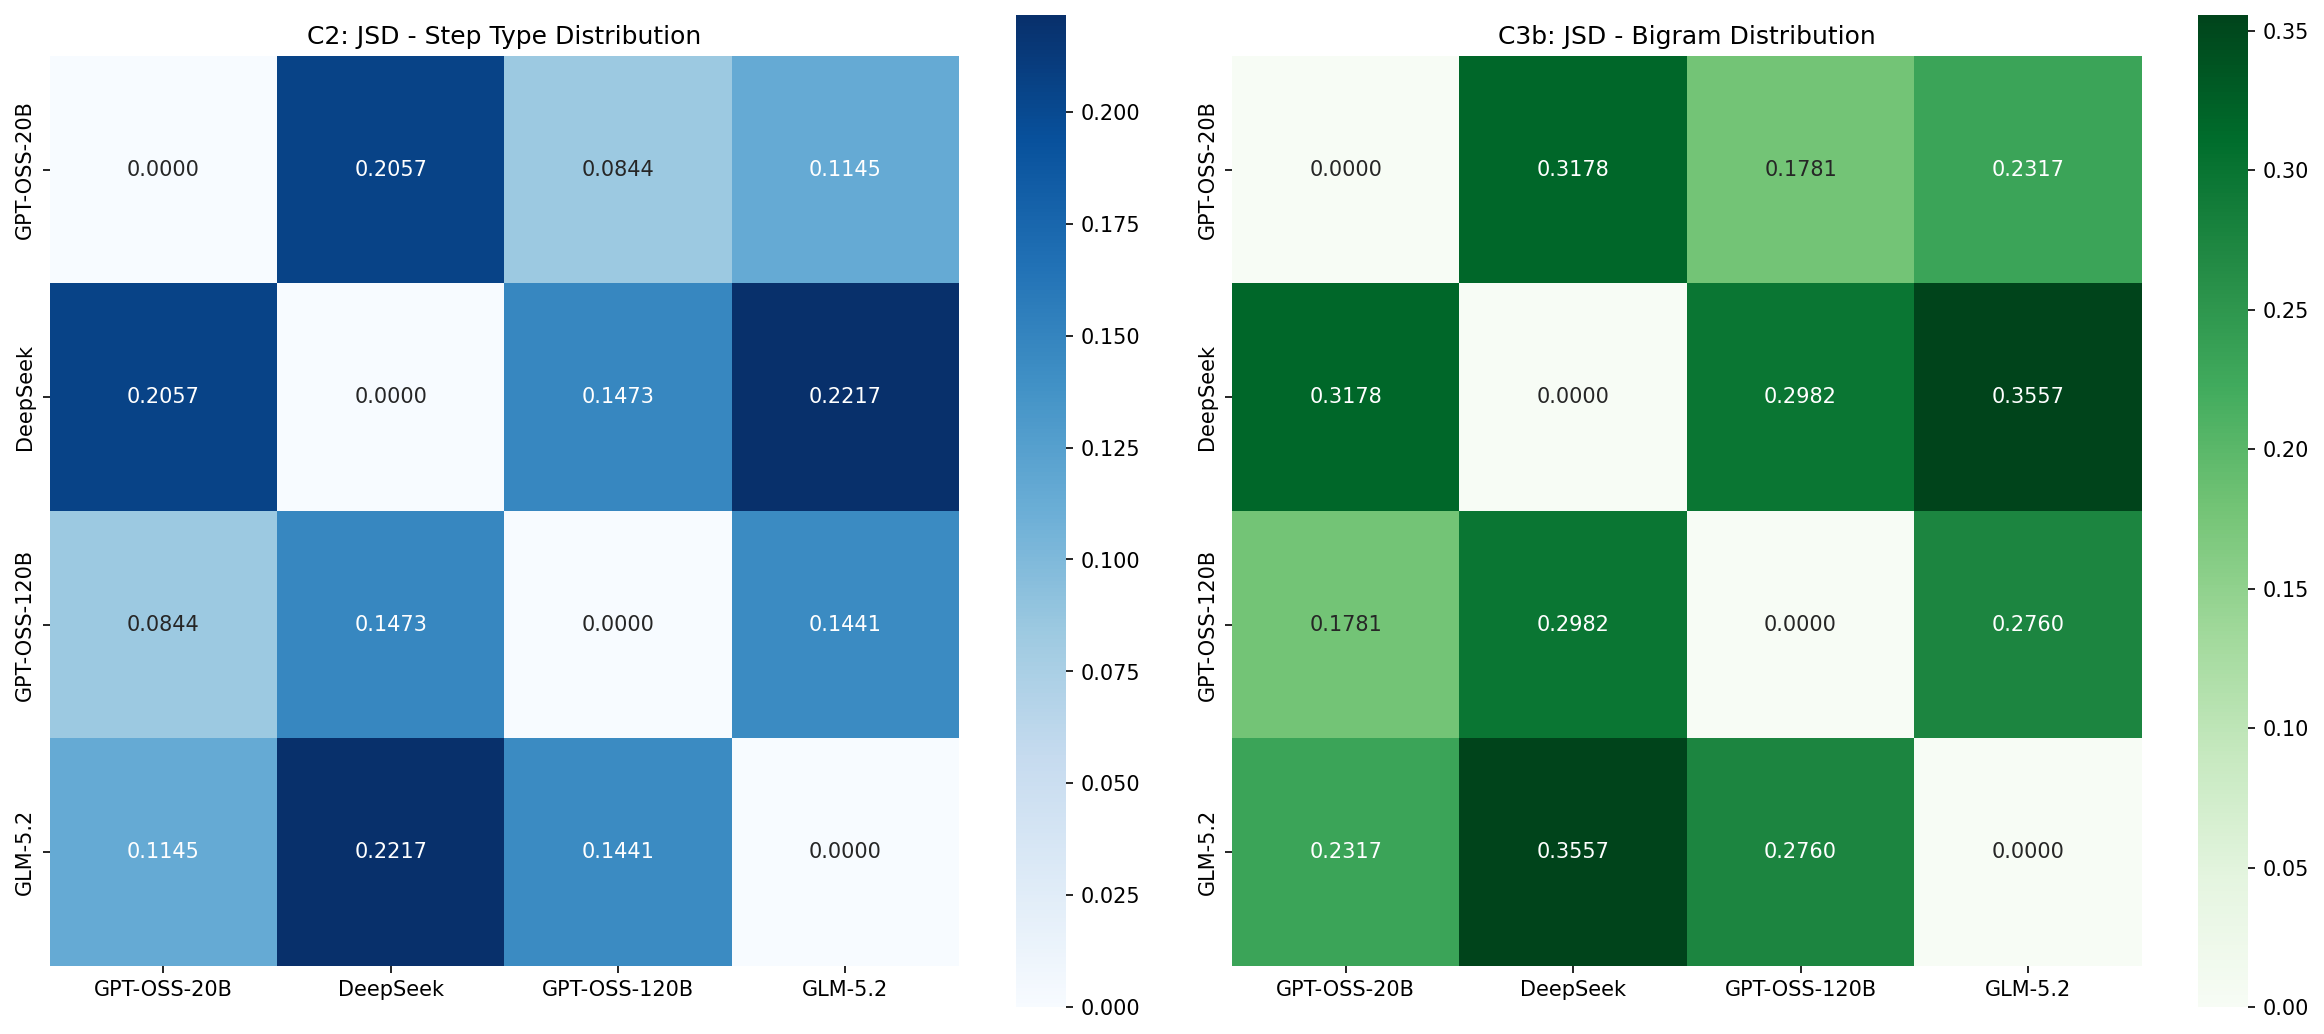 C2: JSD - Step Type Distribution
GPT-OSS-20B
0.0000 0.2057 0.0844 0.1145
DeepSeek
0.2057 0.0000 0.1473 0.2217
GPT-OSS-120B
0.0844 0.1473 0.0000 0.1441
GLM-5.2
0.1145 0.2217 0.1441 0.0000
GPT-OSS-20B DeepSeek GPT-OSS-120B GLM-5.2
0.200
0.175
0.150
0.125
0.100
0.075
0.050
0.025
0.000
C3b: JSD - Bigram Distribution
GPT-OSS-20B
0.0000 0.3178 0.1781 0.2317
DeepSeek
0.3178 0.0000 0.2982 0.3557
GPT-OSS-120B
0.1781 0.2982 0.0000 0.2760
GLM-5.2
0.2317 0.3557 0.2760 0.0000
GPT-OSS-20B DeepSeek GPT-OSS-120B GLM-5.2
0.35
0.30
0.25
0.20
0.15
0.10
0.05
0.00